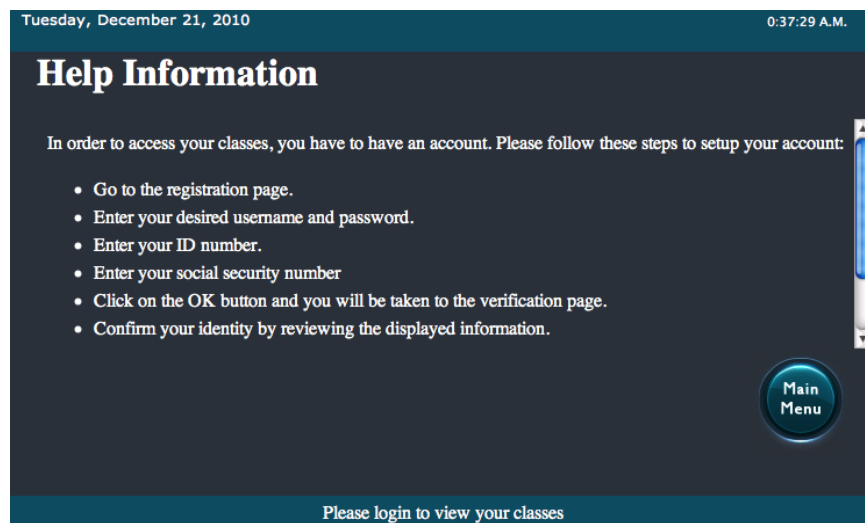 Tuesday, December 21, 2010
0:37:29 A.M.
Help Information
In order to access your classes, you have to have an account. Please follow these steps to setup your account:
• Go to the registration page.
• Enter your desired username and password.
• Enter your ID number.
• Enter your social security number
• Click on the OK button and you will be taken to the verification page.
• Confirm your identity by reviewing the displayed information.
Main
Menu
Please login to view your classes